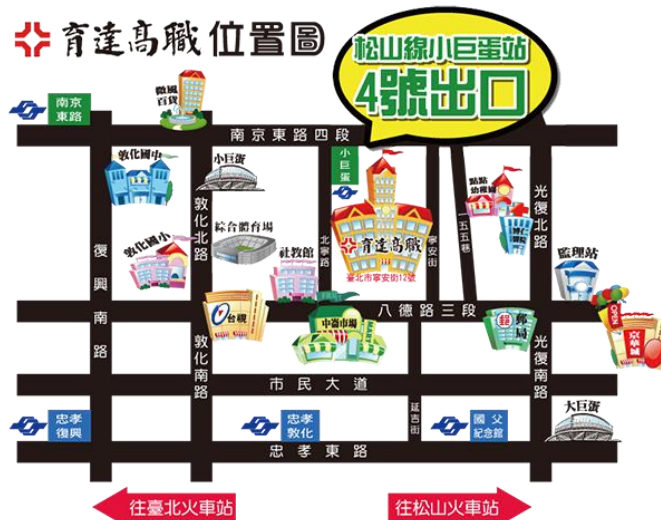 育達高職位置圖
松山線小巨蛋站
4號出口
微風
百貨
南京
東路
南京東路四段
敦化國中
小巨蛋
小巨蛋
點點
幼稚園
博仁
醫院
敦化北路
光復北路
復興南路
敦化國小
綜合體育場
社教館
北寧路
育達高職
臺北市寧安街12號
寧安街
一五五巷
監理站
台視
中崙市場
八德路三段
郵局
OPEN
京華城
敦化南路
光復南路
市民大道
延吉街
大巨蛋
忠孝
復興
忠孝
敦化
國父
紀念館
忠孝東路
往臺北火車站
往松山火車站